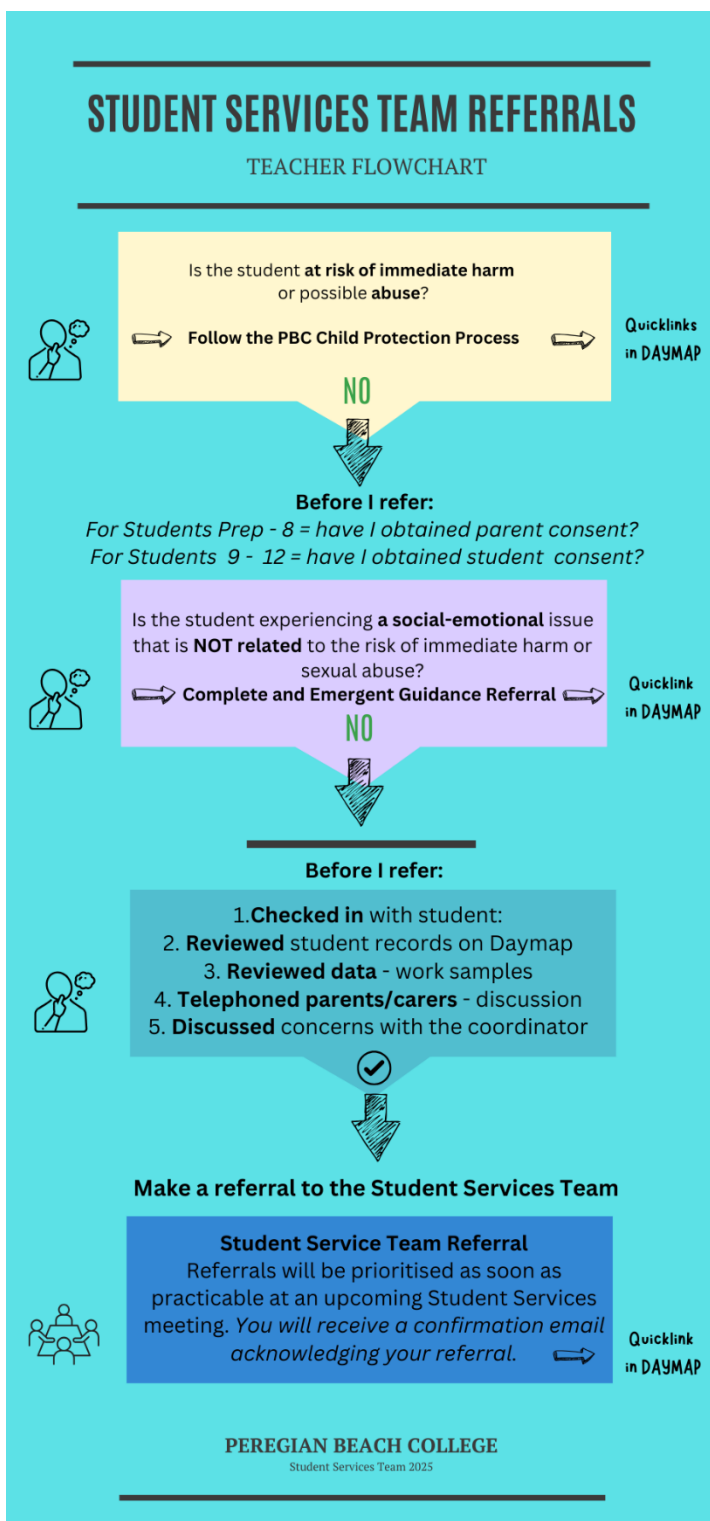 STUDENT SERVICES TEAM REFERRALS
TEACHER FLOWCHART
Is the student at risk of immediate harm
or possible abuse?
Follow the PBC Child Protection Process
Quicklinks
in DAYMAP
NO
Before I refer:
For Students Prep - 8 = have I obtained parent consent?
For Students 9 - 12 = have I obtained student consent?
Is the student experiencing a social-emotional issue
that is NOT related to the risk of immediate harm or
sexual abuse?
Complete and Emergent Guidance Referral
Quicklink
in DAYMAP
NO
Before I refer:
1.Checked in with student:
2. Reviewed student records on Daymap
3. Reviewed data - work samples
4. Telephoned parents/carers - discussion
5. Discussed concerns with the coordinator
Make a referral to the Student Services Team
Student Service Team Referral
Referrals will be prioritised as soon as
practicable at an upcoming Student Services
meeting. You will receive a confirmation email
acknowledging your referral.
Quicklink
in DAYMAP
PEREGIAN BEACH COLLEGE
Student Services Team 2025